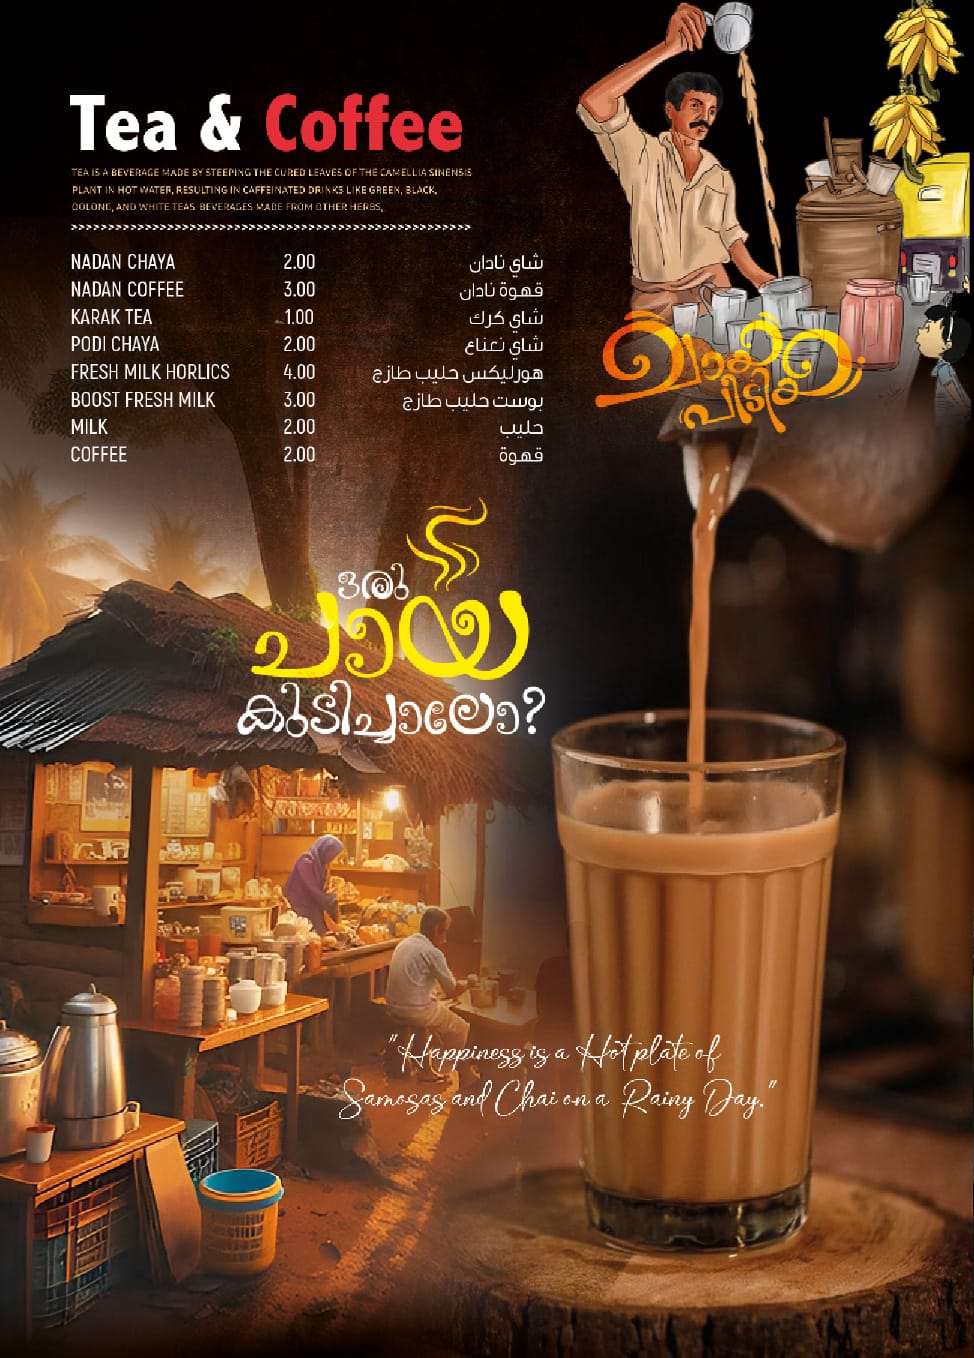 Tea & Coffee
TEA IS A BEVERAGE MADE BY STEEPING THE CURED LEAVES OF THE CAMELLIA SINENSIS
PLANT IN HOT WATER, RESULTING IN CAFFEINATED DRINKS LIKE GREEN, BLACK,
OOLONG, AND WHITE TEAS. BEVERAGES MADE FROM OTHER HERBS,
NADAN CHAYA 2.00 شاي نادان
NADAN COFFEE 3.00 قهوة نادان
KARAK TEA 1.00 شاي كرك
PODI CHAYA 2.00 شاي نعناع
FRESH MILK HORLICS 4.00 هورليكس حليب طازج
BOOST FRESH MILK 3.00 بوست حليب طازج
MILK 2.00 حليب
COFFEE 2.00 قهوة
ഒരു
ചായ
കുടിച്ചാലോ?
"Happiness is a Hot plate of
Samosas and Chai on a Rainy Day."